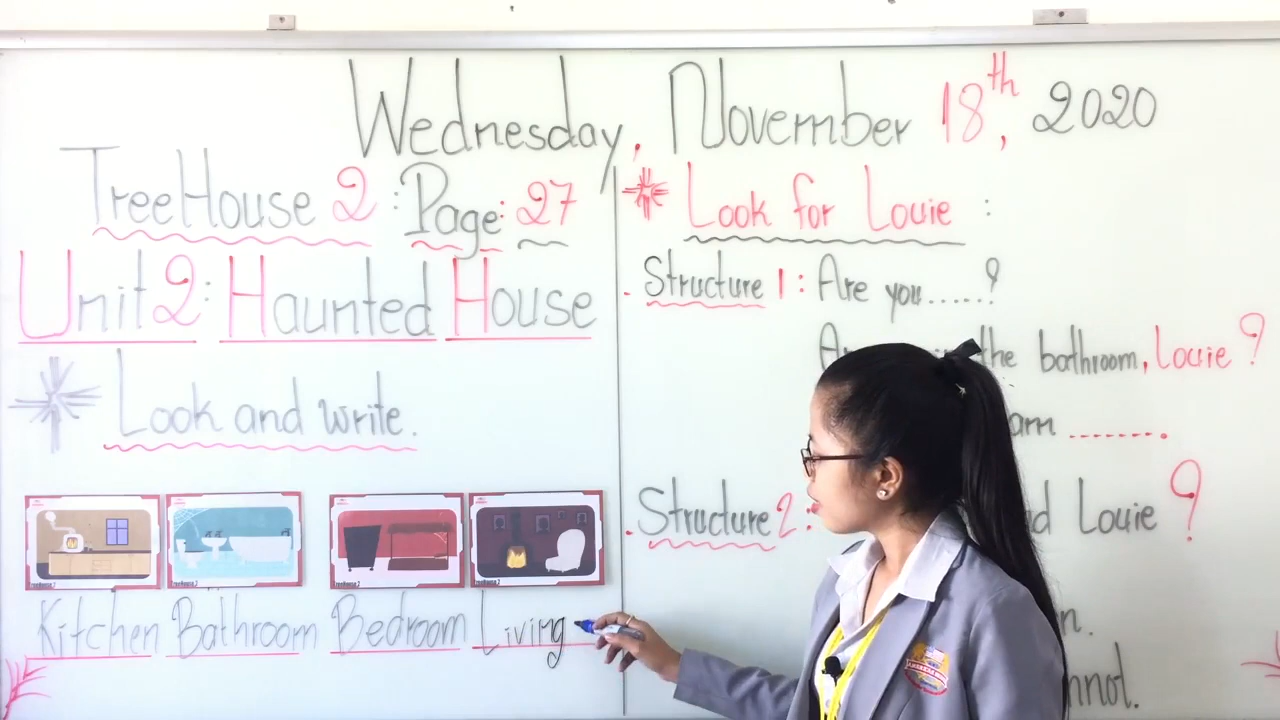 Wednesday, November 18th, 2020
TreeHouse 2 : Page: 27
Unit 2: Haunted House
Look and write.
Kitchen Bathroom Bedroom Living
Look for Louie :
Structure 1 : Are you......?
the bathroom, Louie ?
am ........
Structure 2 :
Louie ?